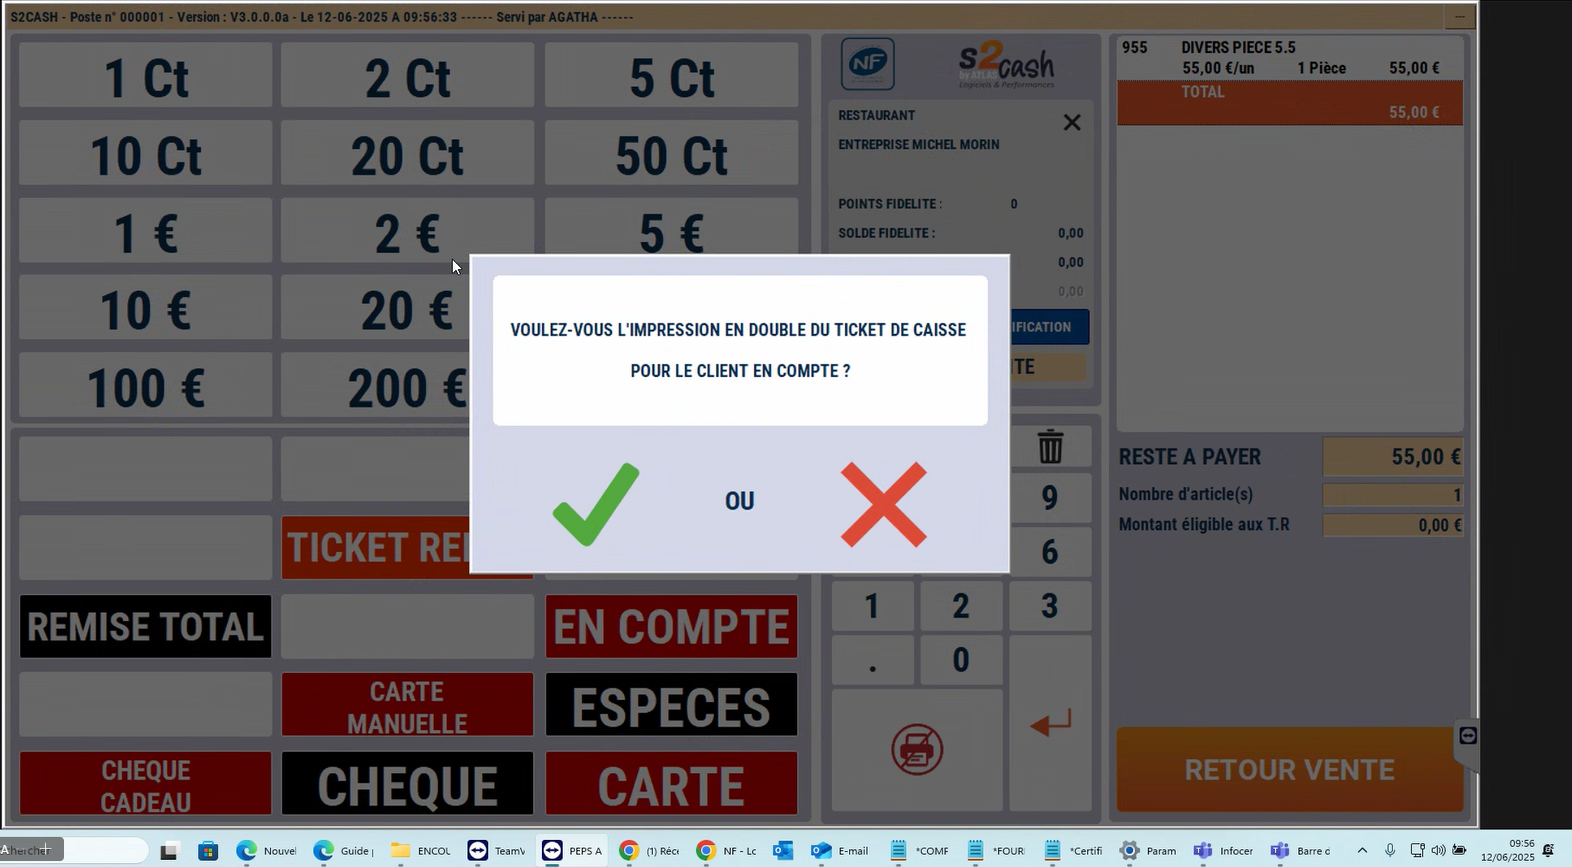 S2CASH - Poste n° 000001 - Version : V3.0.0.0a - Le 12-06-2025 A 09:56:33 ------ Servi par AGATHA ------
1 Ct
2 Ct
5 Ct
10 Ct
20 Ct
50 Ct
1 €
2 €
5 €
10 €
20 €
100 €
200 €
TICKET RE
REMISE TOTAL
EN COMPTE
CARTE
MANUELLE
ESPECES
CHEQUE
CADEAU
CHEQUE
CARTE
NF
S2cash
by ATLAS
Logiciels & Performances
RESTAURANT
ENTREPRISE MICHEL MORIN
POINTS FIDELITE : 0
SOLDE FIDELITE : 0,00
0,00
0,00
IFICATION
TE
VOULEZ-VOUS L'IMPRESSION EN DOUBLE DU TICKET DE CAISSE
POUR LE CLIENT EN COMPTE ?
OU
9
6
1
2
3
.
0
955 DIVERS PIECE 5.5
55,00 €/un 1 Pièce 55,00 €
TOTAL
55,00 €
RESTE A PAYER 55,00 €
Nombre d'article(s) 1
Montant éligible aux T.R 0,00 €
RETOUR VENTE
Nouvel
Guide
ENCOU
TeamV
PEPS A
(1) Réce
NF - Lo
E-mail
*COMF
*FOUR
*Certifi
Param
Infocer
Barre d
09:56
12/06/2025